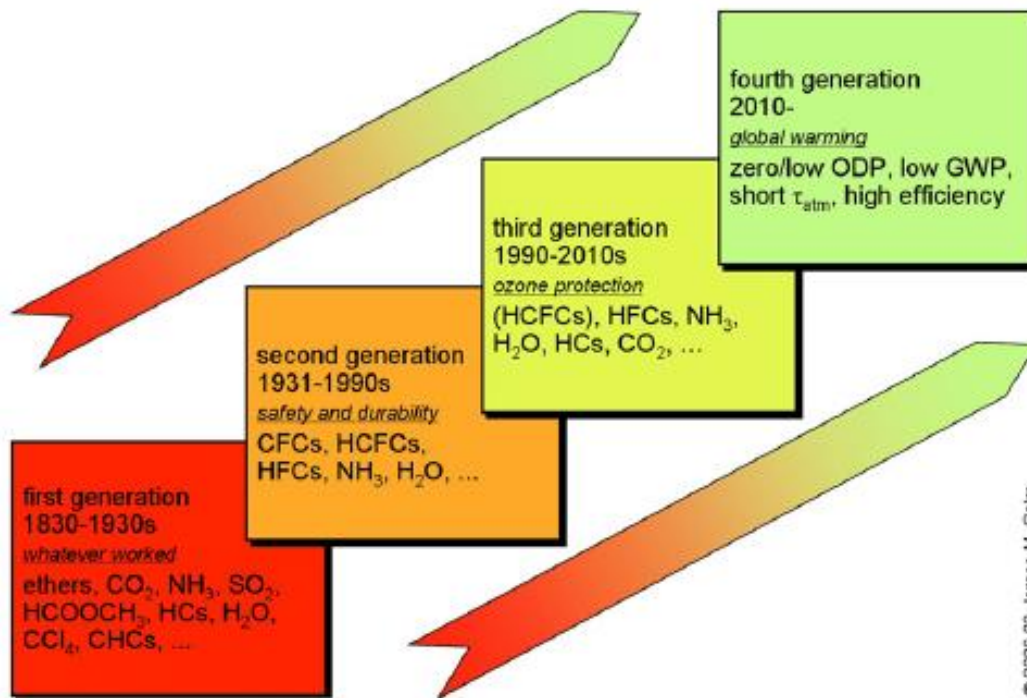 fourth generation
2010-
global warming
zero/low ODP, low GWP,
short τatm, high efficiency
third generation
1990-2010s
ozone protection
(HCFCs), HFCs, NH₃,
H₂O, HCs, CO₂, ...
second generation
1931-1990s
safety and durability
CFCs, HCFCs,
HFCs, NH₃, H₂O, ...
first generation
1830-1930s
whatever worked
ethers, CO₂, NH₃, SO₂,
HCOOCH₃, HCs, H₂O,
CCl₄, CHCs, ...